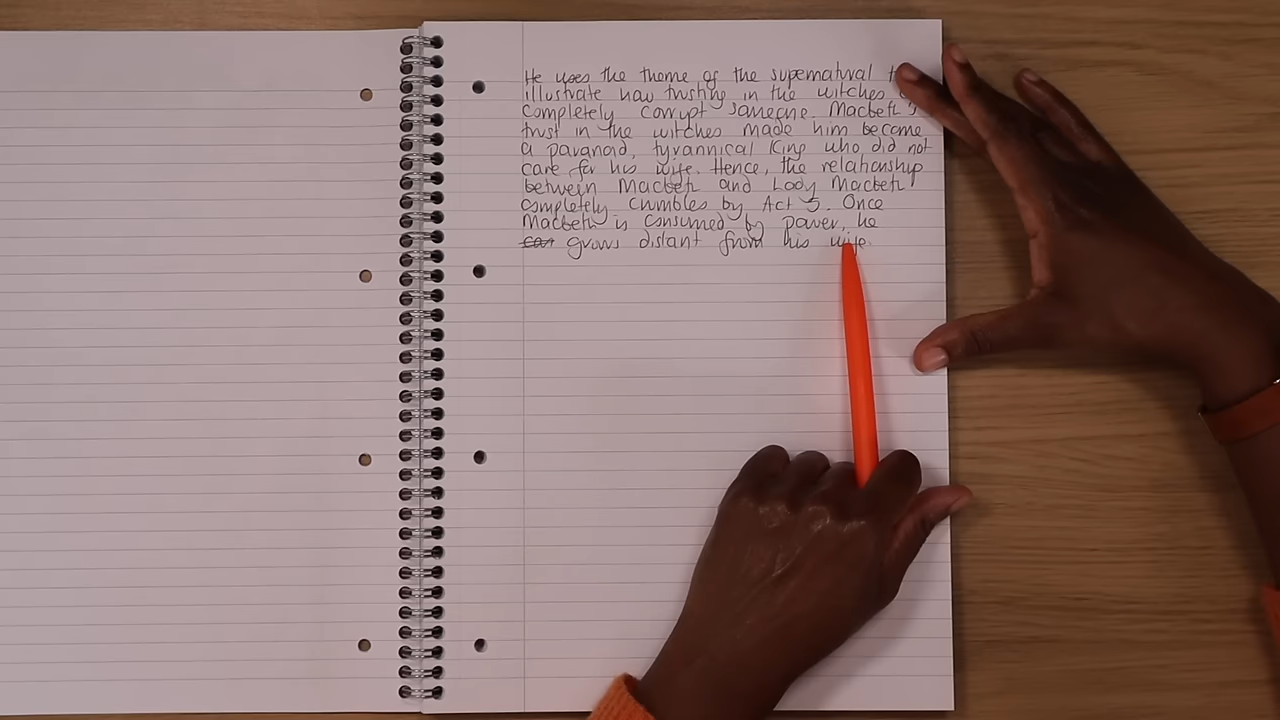 He uses the theme of the supernatural
illustrate how trusting in the witches
completely corrupt someone. Macbeth's
trust in the witches made him become
a paranoid, tyrannical King who did not
care for his wife. Hence, the relationship
between Macbeth and Lady Macbeth
completely crumbles by Act 5. Once
Macbeth is consumed by power, he
grows distant from his wife.